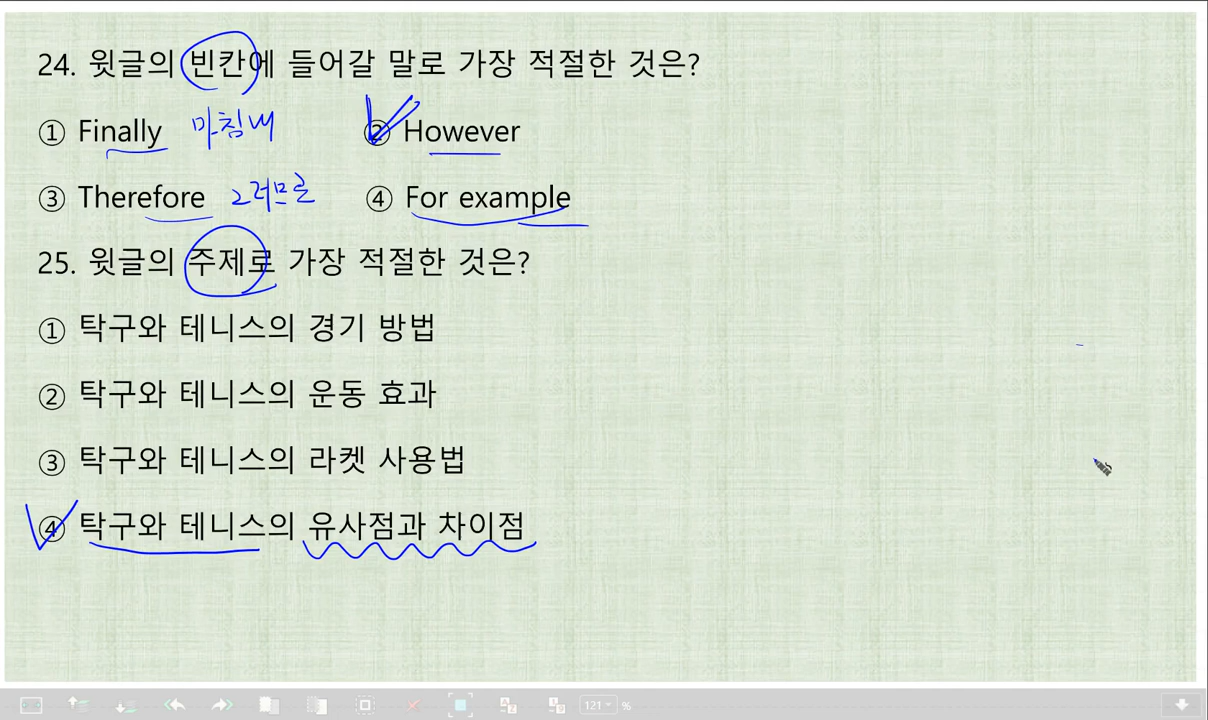 24. 윗글의 빈칸에 들어갈 말로 가장 적절한 것은?
① Finally 마침내 ② However
③ Therefore 그러므로 ④ For example
25. 윗글의 주제로 가장 적절한 것은?
① 탁구와 테니스의 경기 방법
② 탁구와 테니스의 운동 효과
③ 탁구와 테니스의 라켓 사용법
④ 탁구와 테니스의 유사점과 차이점
121 %